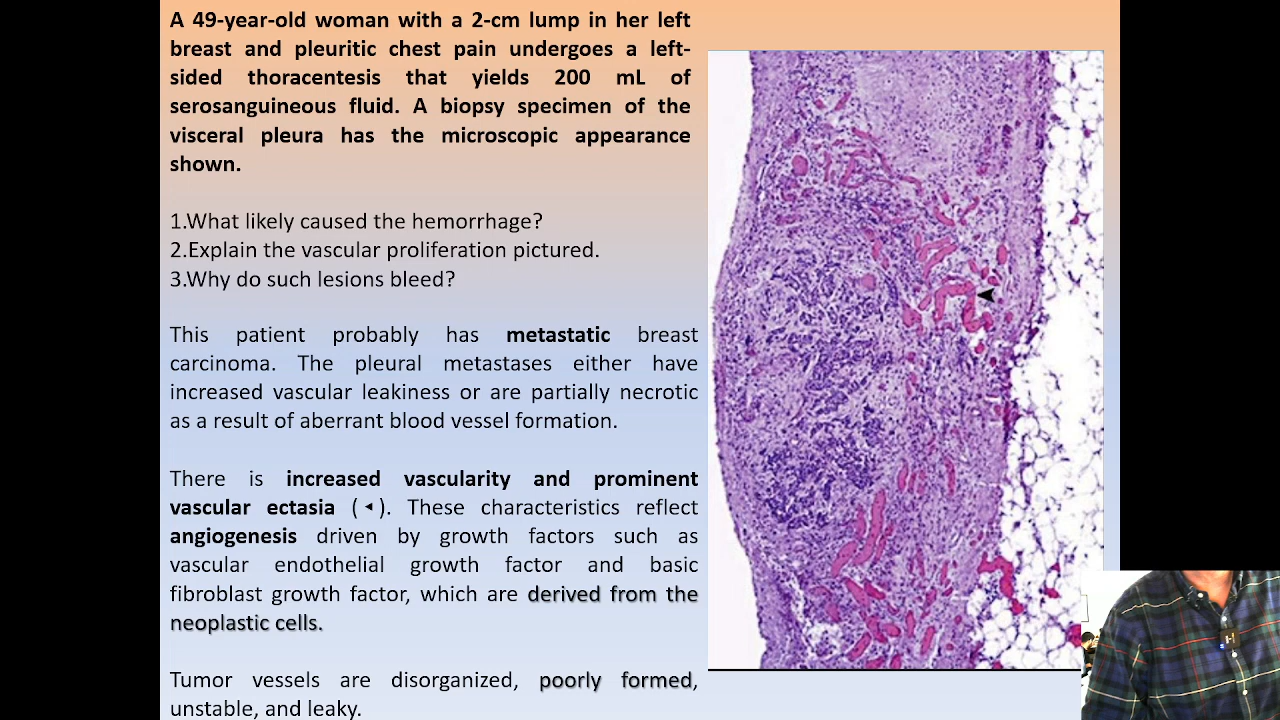 A 49-year-old woman with a 2-cm lump in her left
breast and pleuritic chest pain undergoes a left-
sided thoracentesis that yields 200 mL of
serosanguineous fluid. A biopsy specimen of the
visceral pleura has the microscopic appearance
shown.
1.What likely caused the hemorrhage?
2.Explain the vascular proliferation pictured.
3.Why do such lesions bleed?
This patient probably has metastatic breast
carcinoma. The pleural metastases either have
increased vascular leakiness or are partially necrotic
as a result of aberrant blood vessel formation.
There is increased vascularity and prominent
vascular ectasia (◄). These characteristics reflect
angiogenesis driven by growth factors such as
vascular endothelial growth factor and basic
fibroblast growth factor, which are derived from the
neoplastic cells.
Tumor vessels are disorganized, poorly formed,
unstable, and leaky.